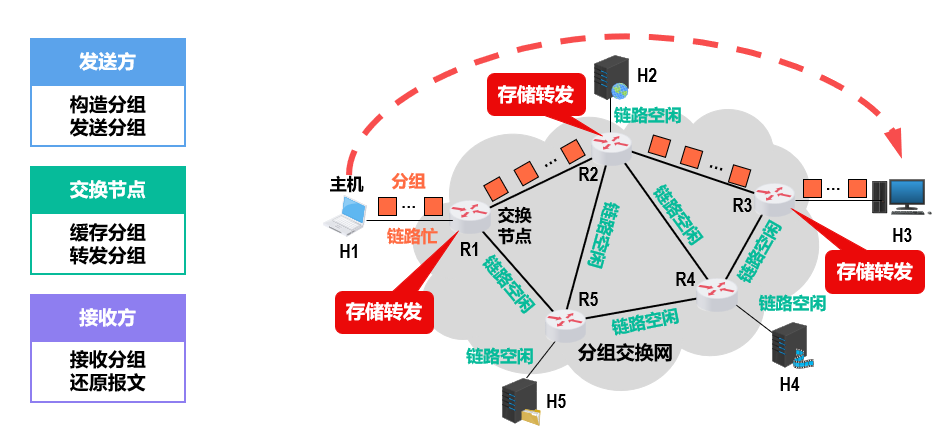 发送方
构造分组
发送分组
交换节点
缓存分组
转发分组
接收方
接收分组
还原报文
H2
存储转发
链路空闲
主机
分组
...
...
...
...
...
R2
R3
H1
链路忙
R1
交换
节点
H3
链路空闲
链路空闲
链路空闲
链路空闲
存储转发
存储转发
R5
R4
链路空闲
链路空闲
链路空闲
分组交换网
H4
H5